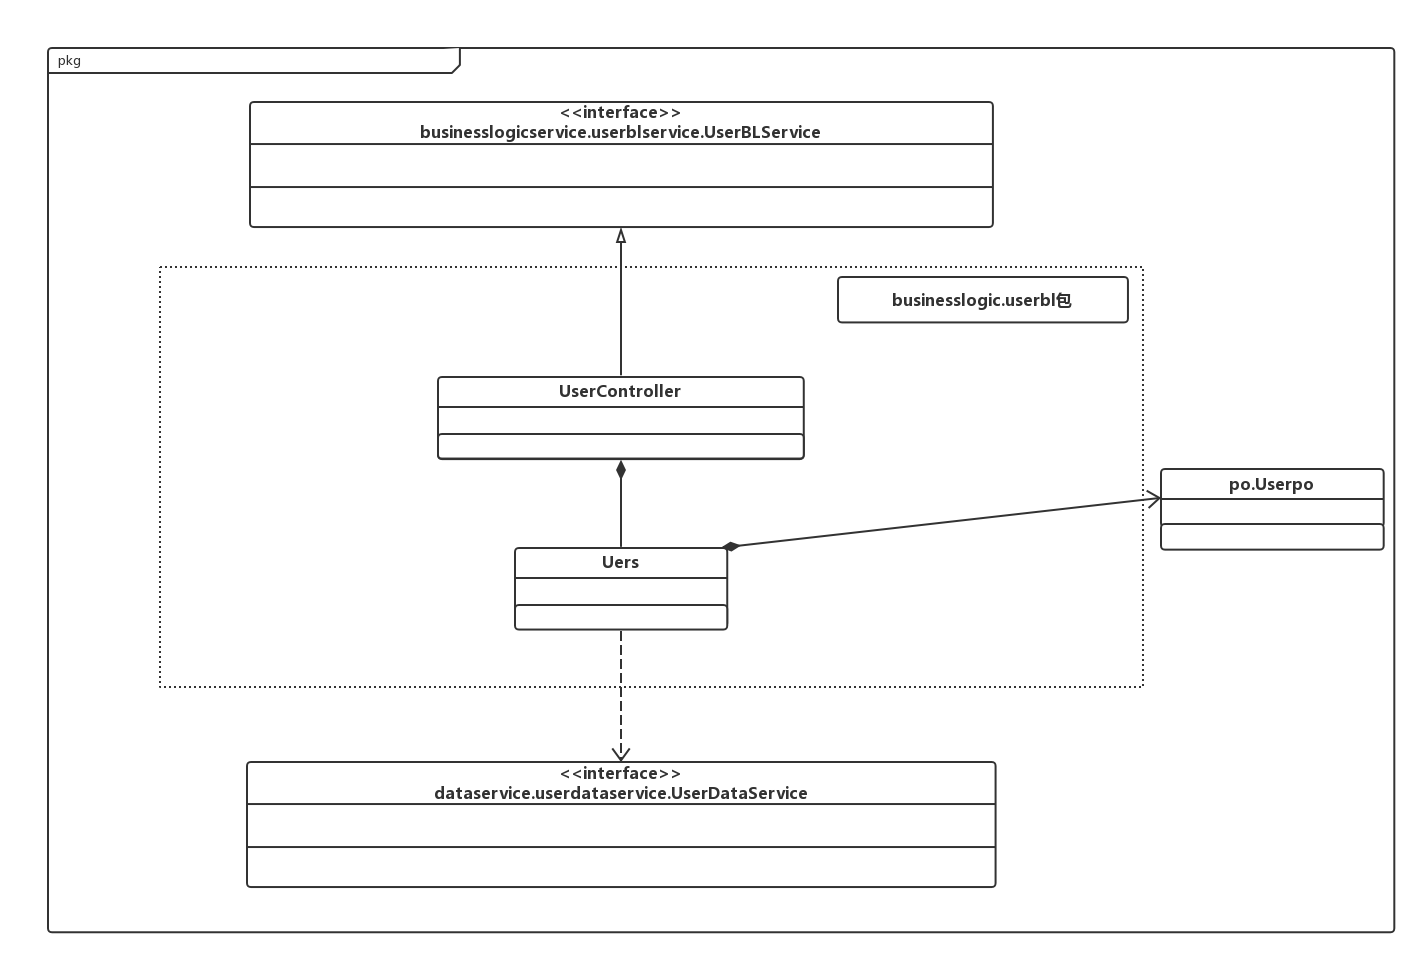 pkg
<<interface>>
businesslogicservice.userblservice.UserBLService
businesslogic.userbl包
UserController
po.Userpo
Uers
<<interface>>
dataservice.userdataservice.UserDataService